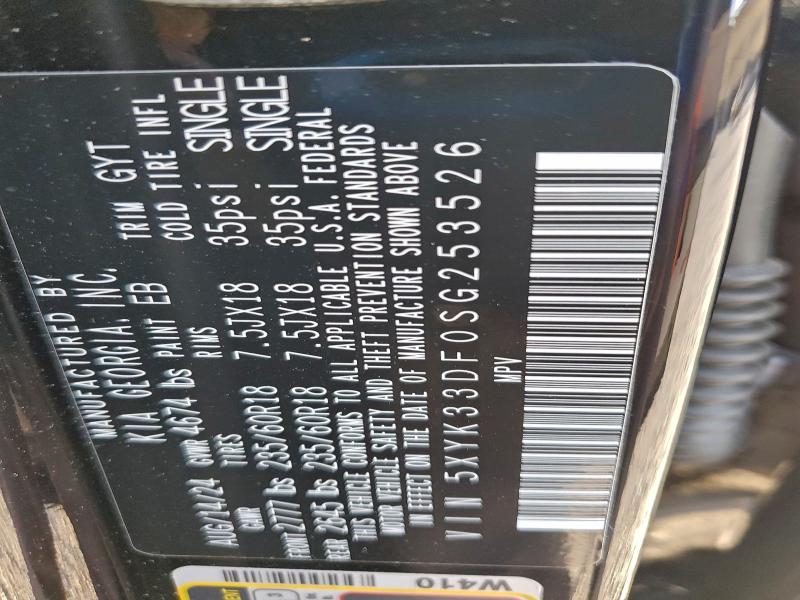 MANUFACTURED BY
KIA GEORGIA, INC.
AUG/14/24 GVWR 4674 lbs PAINT EB TRIM GYT
GAWR TIRES RIMS COLD TIRE INFL
FRONT 2777 lbs 235/60R18 7.5JX18 35psi SINGLE
REAR 2645 lbs 235/60R18 7.5JX18 35psi SINGLE
THIS VEHICLE CONFORMS TO ALL APPLICABLE U.S.A. FEDERAL
MOTOR VEHICLE SAFETY AND THEFT PREVENTION STANDARDS
IN EFFECT ON THE DATE OF MANUFACTURE SHOWN ABOVE
VIN 5XYK33DF0SG253526
MPV
W410